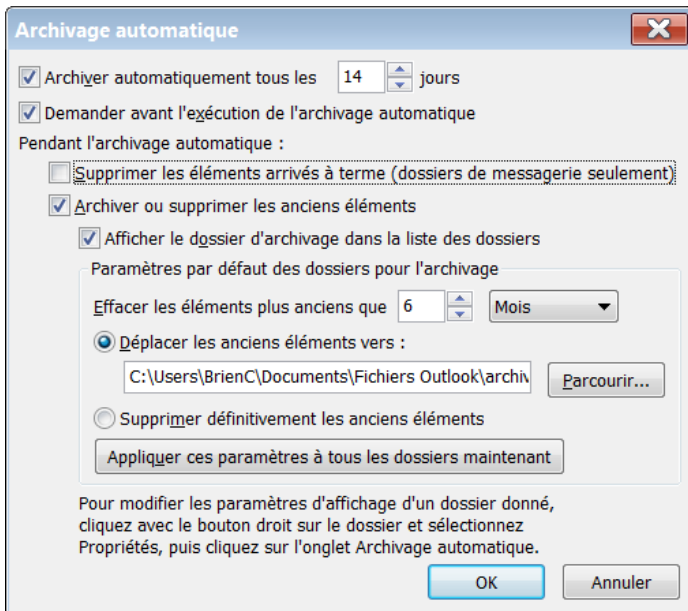 Archivage automatique
Archiver automatiquement tous les 14 jours
Demander avant l'exécution de l'archivage automatique
Pendant l'archivage automatique :
Supprimer les éléments arrivés à terme (dossiers de messagerie seulement)
Archiver ou supprimer les anciens éléments
Afficher le dossier d'archivage dans la liste des dossiers
Paramètres par défaut des dossiers pour l'archivage
Effacer les éléments plus anciens que 6 Mois
Déplacer les anciens éléments vers :
C:\Users\BrienC\Documents\Fichiers Outlook\archiv Parcourir...
Supprimer définitivement les anciens éléments
Appliquer ces paramètres à tous les dossiers maintenant
Pour modifier les paramètres d'affichage d'un dossier donné,
cliquez avec le bouton droit sur le dossier et sélectionnez
Propriétés, puis cliquez sur l'onglet Archivage automatique.
OK Annuler